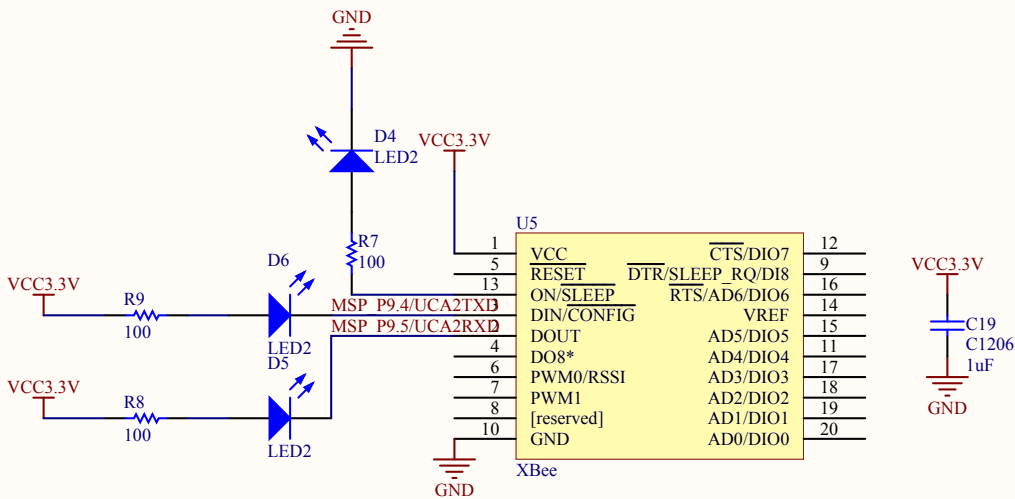 GND
D4
LED2
VCC3.3V
U5
R7
100
1 VCC
5 RESET
13 ON/SLEEP
MSP_P9.4/UCA2TXD 3 DIN/CONFIG
MSP_P9.5/UCA2RXD 2 DOUT
4 DO8*
6 PWM0/RSSI
7 PWM1
8 [reserved]
10 GND
CTS/DIO7 12
DTR/SLEEP_RQ/DI8 9
RTS/AD6/DIO6 16
VREF 14
AD5/DIO5 15
AD4/DIO4 11
AD3/DIO3 17
AD2/DIO2 18
AD1/DIO1 19
AD0/DIO0 20
XBee
GND
VCC3.3V
R9
100
D6
LED2
VCC3.3V
R8
100
D5
LED2
VCC3.3V
C19
C1206
1uF
GND